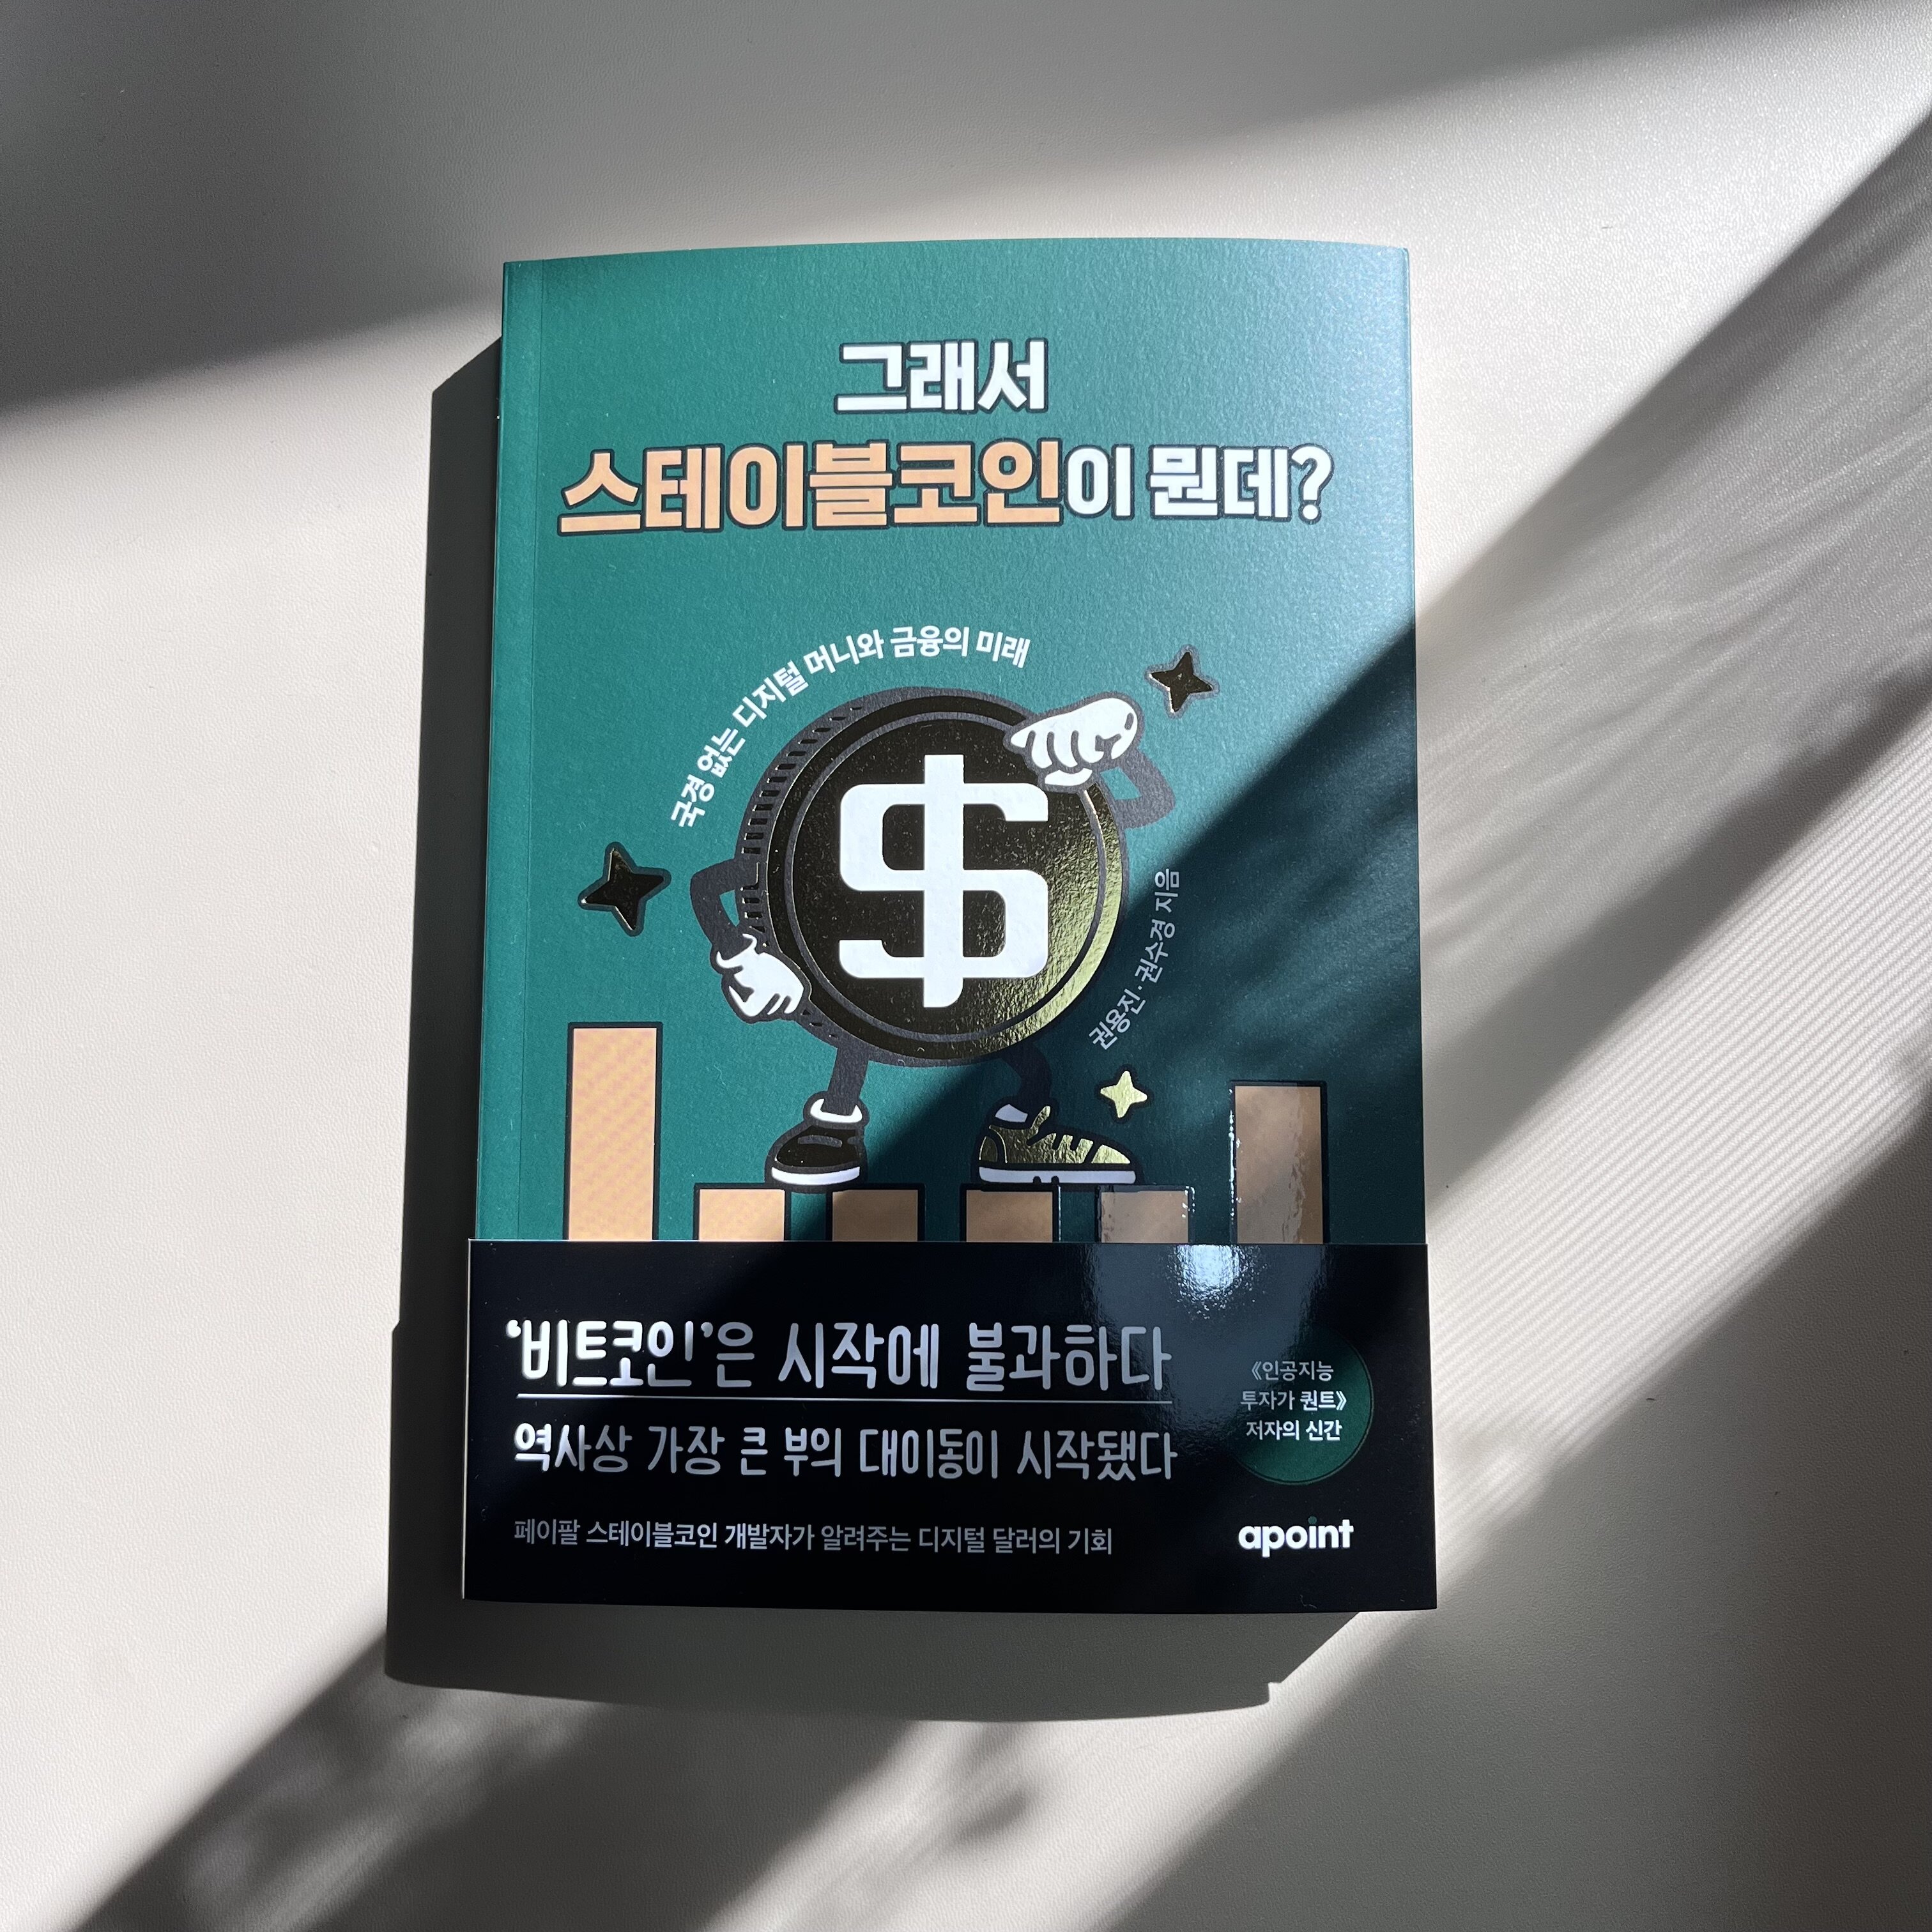 그래서
스테이블코인이 뭔데?
국경 없는 디지털 머니와 금융의 미래
$
권용진·권수경 지음
'비트코인'은 시작에 불과하다
역사상 가장 큰 부의 대이동이 시작됐다
페이팔 스테이블코인 개발자가 알려주는 디지털 달러의 기회
《인공지능
투자가 퀀트》
저자의 신간
apoint